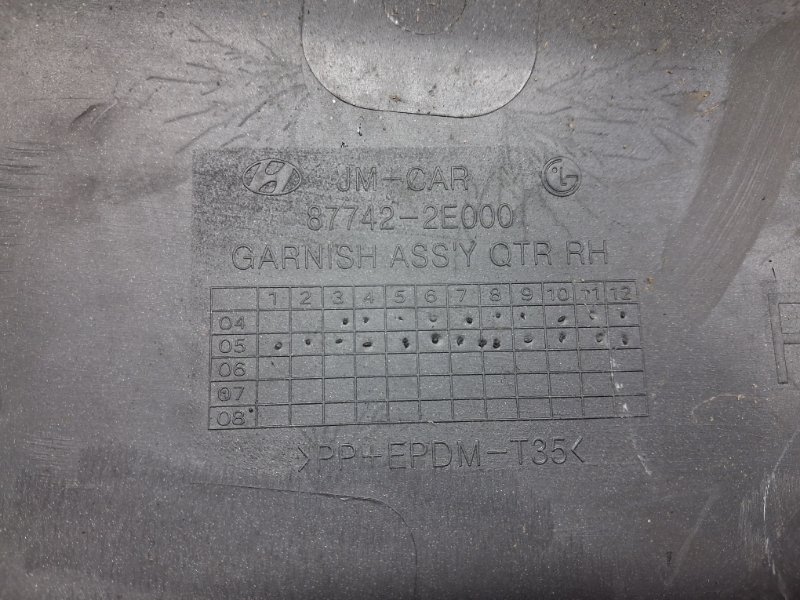 JM-CAR
87742-2E000
GARNISH ASS'Y QTR RH
1 2 3 4 5 6 7 8 9 10 11 12
04
05
06
07
08
>PP+EPDM-T35<